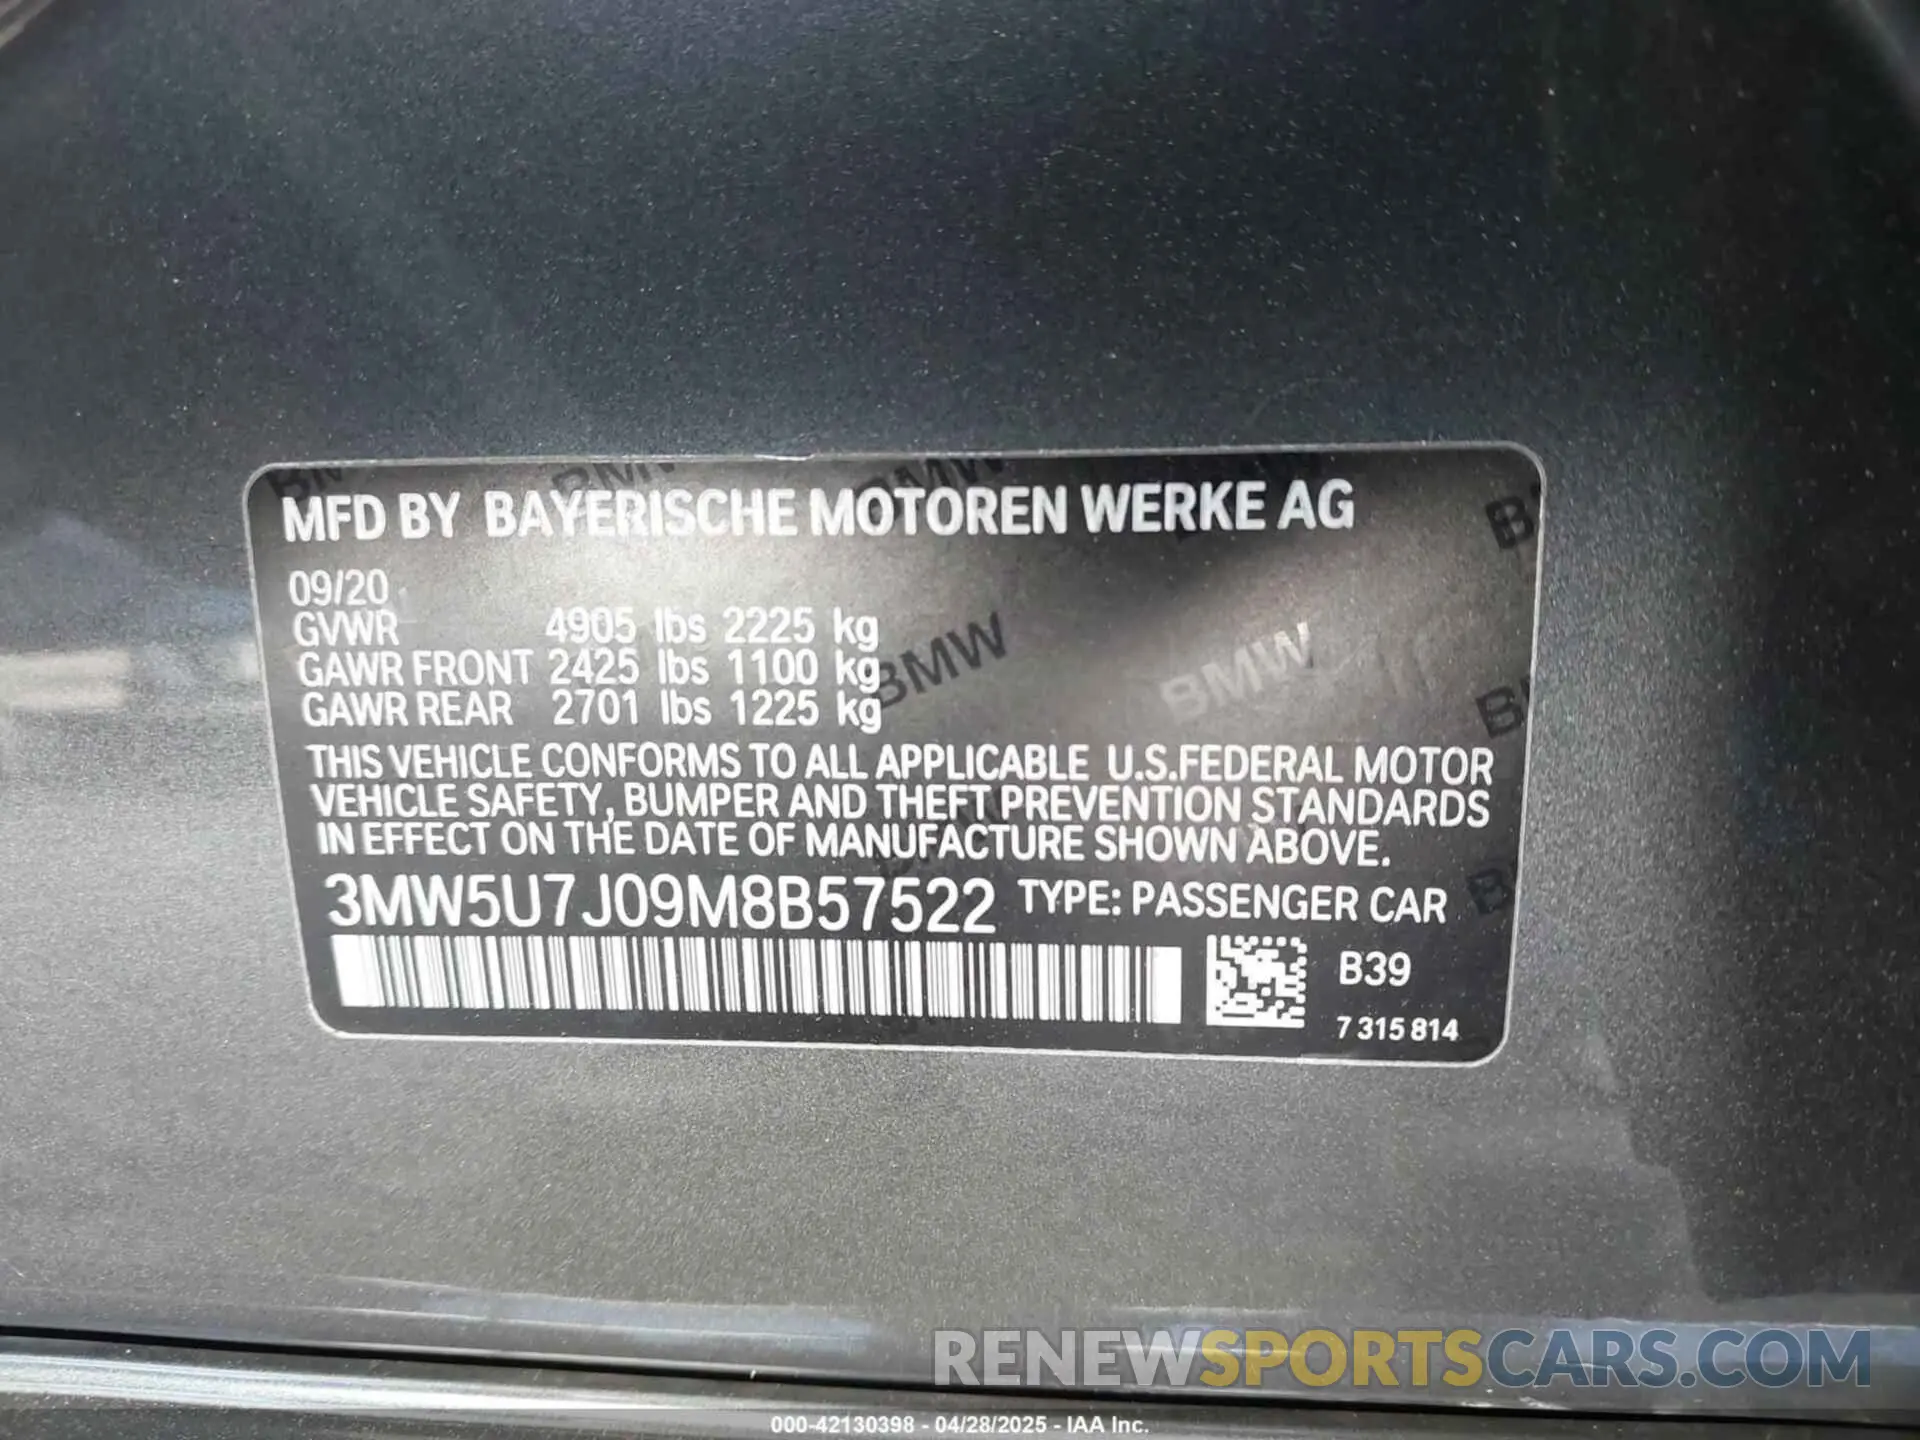 MFD BY BAYERISCHE MOTOREN WERKE AG
09/20
GVWR 4905 lbs 2225 kg
GAWR FRONT 2425 lbs 1100 kg
GAWR REAR 2701 lbs 1225 kg
THIS VEHICLE CONFORMS TO ALL APPLICABLE U.S.FEDERAL MOTOR
VEHICLE SAFETY, BUMPER AND THEFT PREVENTION STANDARDS
IN EFFECT ON THE DATE OF MANUFACTURE SHOWN ABOVE.
3MW5U7J09M8B57522 TYPE: PASSENGER CAR
B39
7 315 814
BMW BMW
RENEWSPORTSCARS.COM
000-42130398 - 04/28/2025 - IAA Inc.